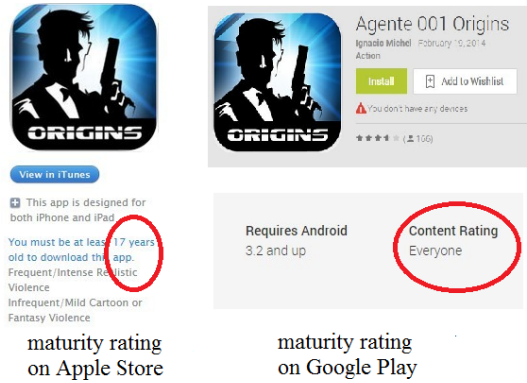 ORIGINS
View in iTunes
This app is designed for
both iPhone and iPad
You must be at least 17 years
old to download this app.
Frequent/Intense Realistic
Violence
Infrequent/Mild Cartoon or
Fantasy Violence
maturity rating
on Apple Store
ORIGINS
Agente 001 Origins
Ignacio Michel February 19, 2014
Action
Install
Add to Wishlist
You don't have any devices
(166)
Requires Android
3.2 and up
Content Rating
Everyone
maturity rating
on Google Play